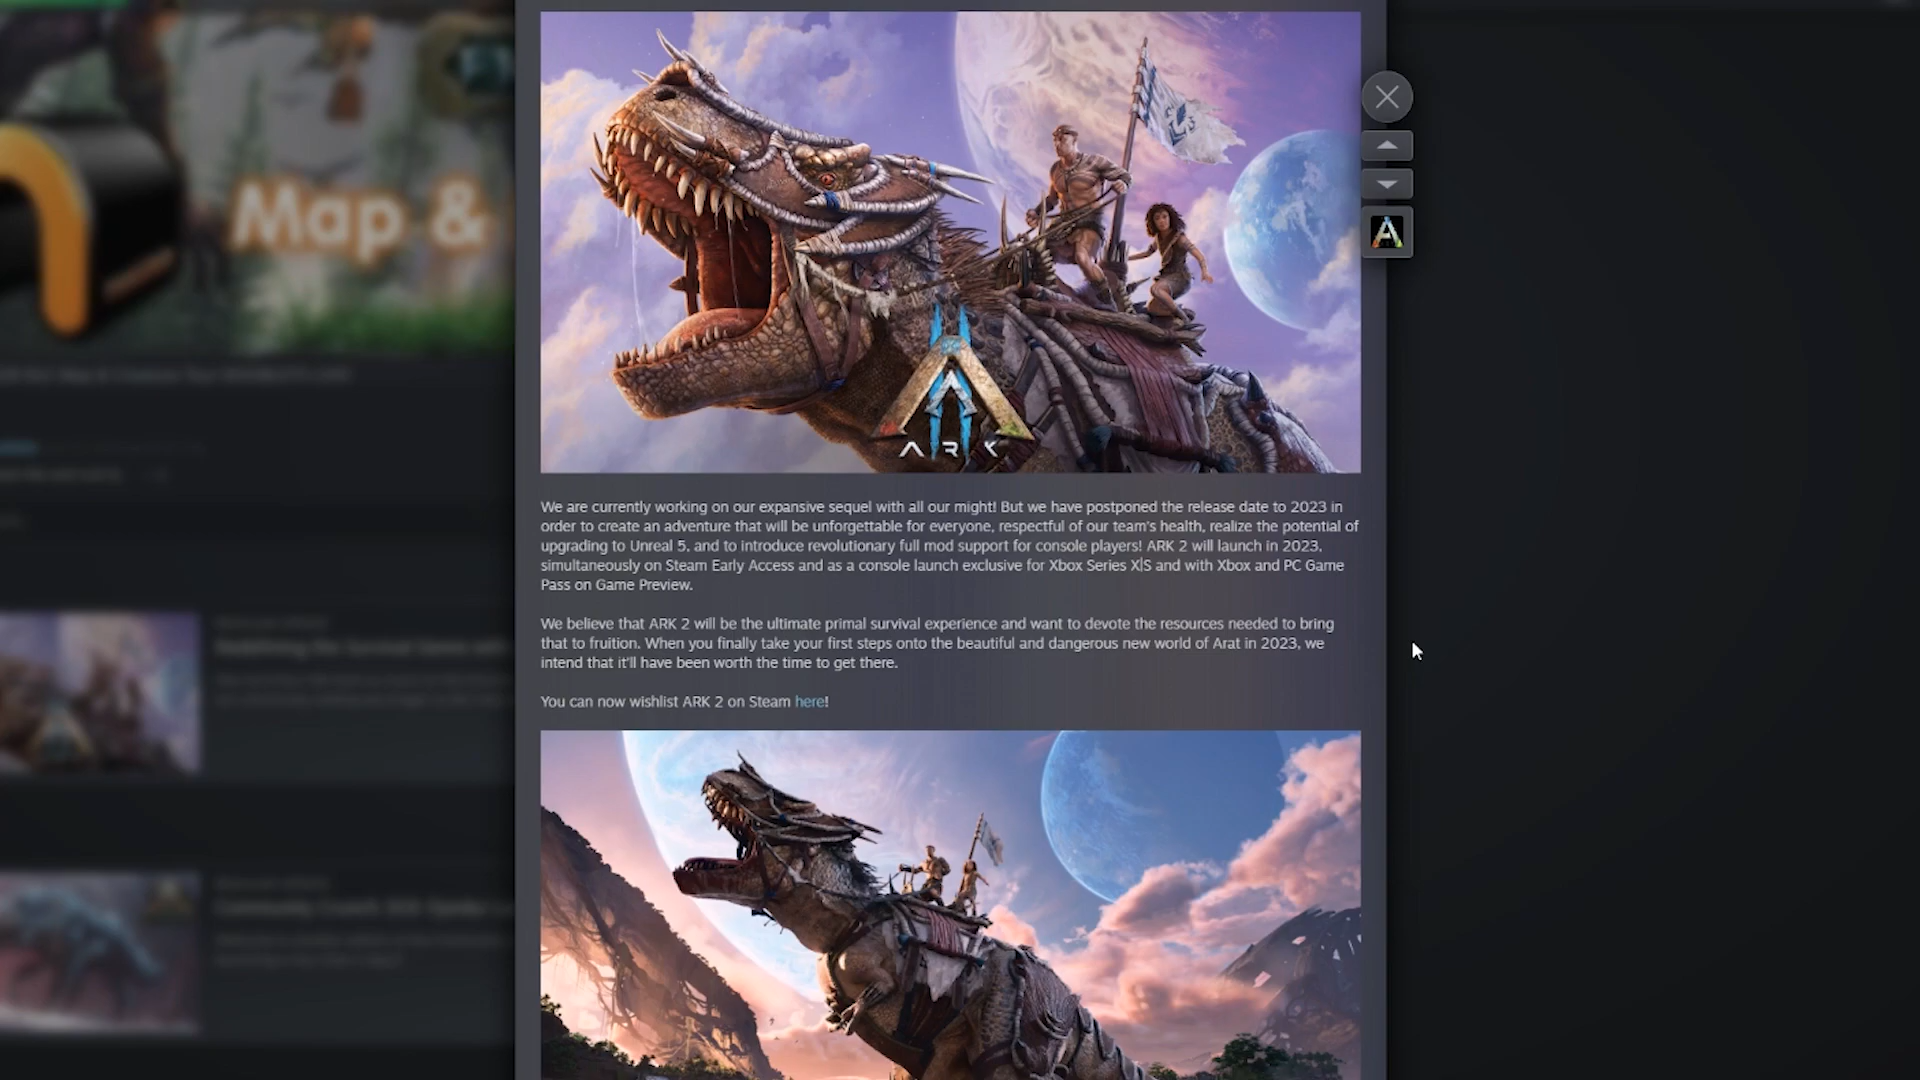 Map &
ARK
We are currently working on our expansive sequel with all our might! But we have postponed the release date to 2023 in
order to create an adventure that will be unforgettable for everyone, respectful of our team's health, realize the potential of
upgrading to Unreal 5, and to introduce revolutionary full mod support for console players! ARK 2 will launch in 2023,
simultaneously on Steam Early Access and as a console launch exclusive for Xbox Series X|S and with Xbox and PC Game
Pass on Game Preview.
We believe that ARK 2 will be the ultimate primal survival experience and want to devote the resources needed to bring
that to fruition. When you finally take your first steps onto the beautiful and dangerous new world of Arat in 2023, we
intend that it'll have been worth the time to get there.
You can now wishlist ARK 2 on Steam here!